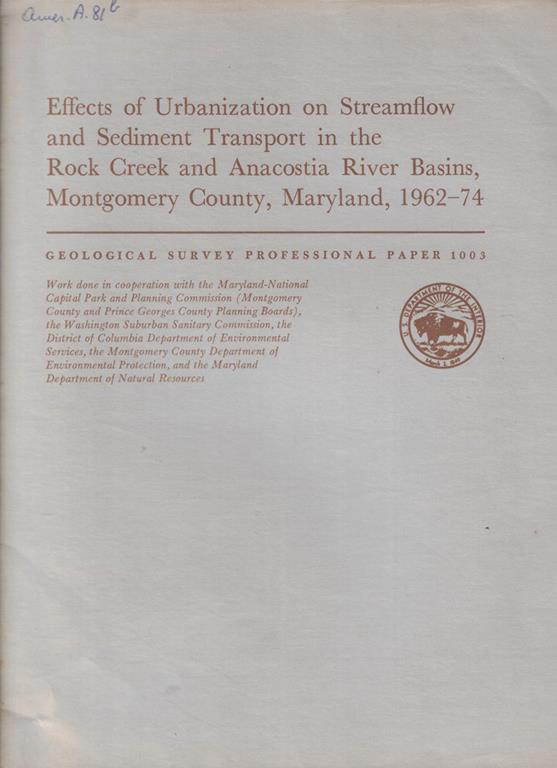 Amer. A. 81 b
Effects of Urbanization on Streamflow
and Sediment Transport in the
Rock Creek and Anacostia River Basins,
Montgomery County, Maryland, 1962–74
GEOLOGICAL SURVEY PROFESSIONAL PAPER 1003
Work done in cooperation with the Maryland-National
Capital Park and Planning Commission (Montgomery
County and Prince Georges County Planning Boards),
the Washington Suburban Sanitary Commission, the
District of Columbia Department of Environmental
Services, the Montgomery County Department of
Environmental Protection, and the Maryland
Department of Natural Resources
U.S. DEPARTMENT OF THE INTERIOR
March 3, 1849